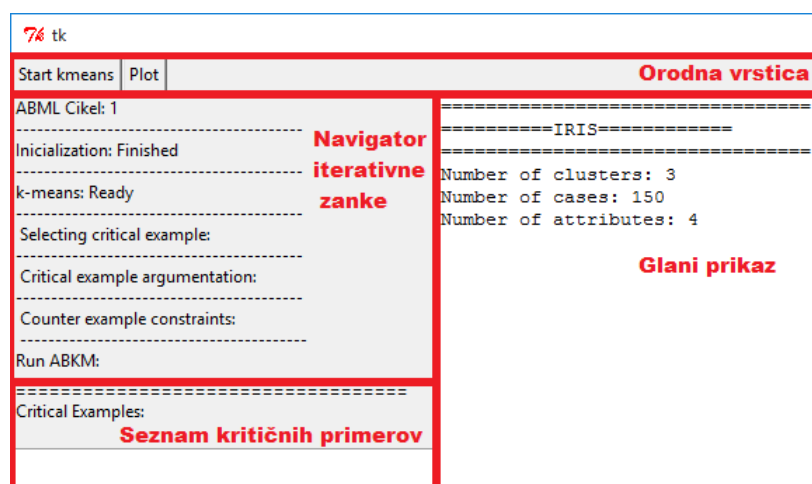 tk
Start kmeans Plot
Orodna vrstica
ABML Cikel: 1
----------------------------------------
Inicialization: Finished
----------------------------------------
k-means: Ready
----------------------------------------
Selecting critical example:
----------------------------------------
Critical example argumentation:
----------------------------------------
Counter example constraints:
----------------------------------------
Run ABKM:
Navigator
iterativne
zanke
===================================
Critical Examples:
Seznam kritičnih primerov
=================================
==========IRIS============
=================================
Number of clusters: 3
Number of cases: 150
Number of attributes: 4
Glani prikaz